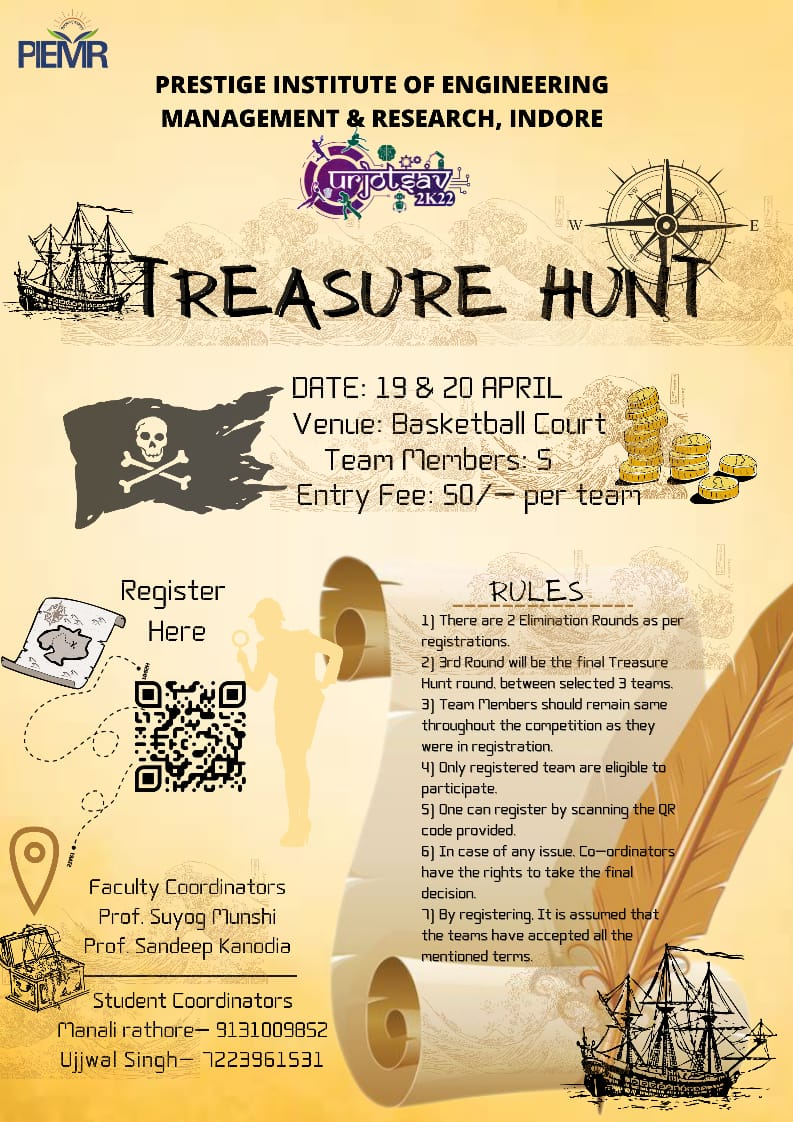 PIEMR
PRESTIGE INSTITUTE OF ENGINEERING
MANAGEMENT & RESEARCH, INDORE
urjotsav
2K22
W
E
TREASURE HUNT
DATE: 19 & 20 APRIL
Venue: Basketball Court
Team Members: 5
Entry Fee: 50/- per team
Register
Here
RULES
1) There are 2 Elimination Rounds as per
registrations.
2) 3rd Round will be the final Treasure
Hunt round, between selected 3 teams.
3) Team Members should remain same
throughout the competition as they
were in registration.
4) Only registered team are eligible to
participate.
5) One can register by scanning the QR
code provided.
6) In case of any issue, Co-ordinators
have the rights to take the final
decision.
7) By registering, It is assumed that
the teams have accepted all the
mentioned terms.
Faculty Coordinators
Prof. Suyog Munshi
Prof. Sandeep Kanodia
Student Coordinators
Manali rathore- 9131009852
Ujjwal Singh- 7223961531